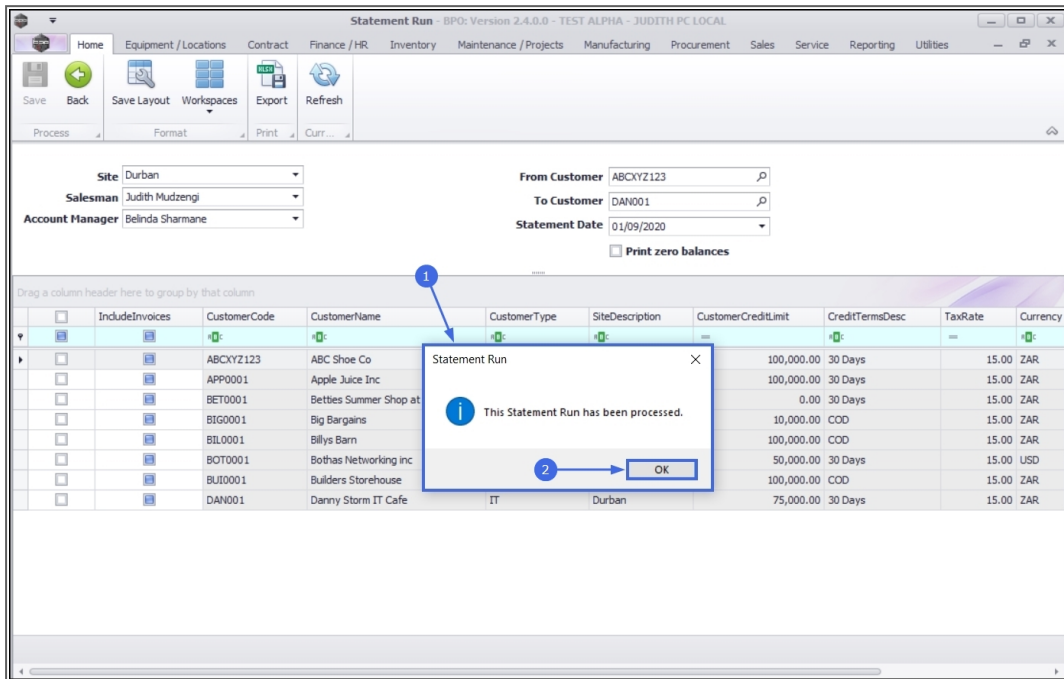 Statement Run - BPO: Version 2.4.0.0 - TEST ALPHA - JUDITH PC LOCAL
Home Equipment / Locations Contract Finance / HR Inventory Maintenance / Projects Manufacturing Procurement Sales Service Reporting Utilities
Save Back Save Layout Workspaces Export Refresh
Process Format Print Curr...
Site Durban From Customer ABCXYZ123
Salesman Judith Mudzengi To Customer DAN001
Account Manager Belinda Sharmane Statement Date 01/09/2020
Print zero balances
1
Drag a column header here to group by that column
IncludeInvoices CustomerCode CustomerName CustomerType SiteDescription CustomerCreditLimit CreditTermsDesc TaxRate Currency
ABCXYZ123 ABC Shoe Co 100,000.00 30 Days 15.00 ZAR
APP0001 Apple Juice Inc 100,000.00 30 Days 15.00 ZAR
BET0001 Betties Summer Shop at 0.00 30 Days 15.00 ZAR
BIG0001 Big Bargains 10,000.00 COD 15.00 ZAR
BIL0001 Billys Barn 100,000.00 COD 15.00 ZAR
BOT0001 Bothas Networking inc 50,000.00 30 Days 15.00 USD
BUI0001 Builders Storehouse 100,000.00 COD 15.00 ZAR
DAN001 Danny Storm IT Cafe IT Durban 75,000.00 30 Days 15.00 ZAR
Statement Run
This Statement Run has been processed.
2 OK